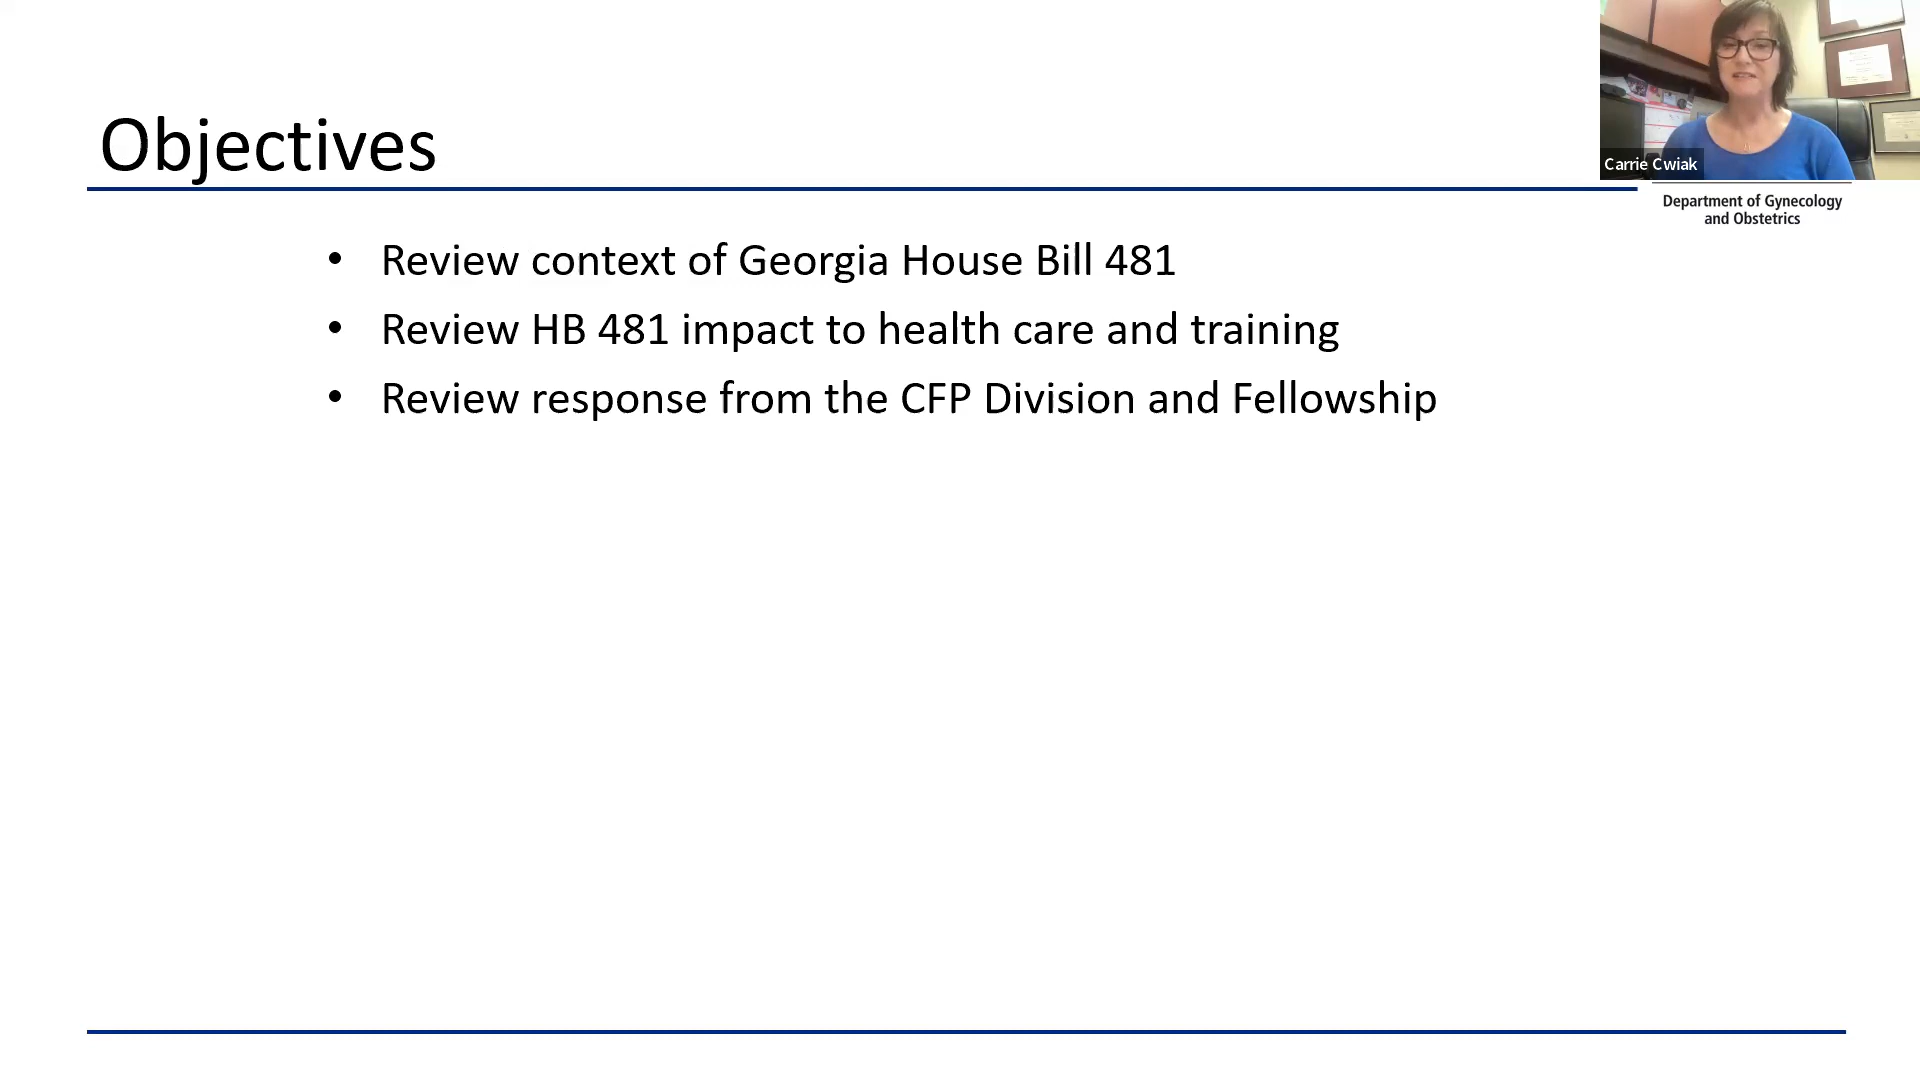 Objectives
Carrie Cwiak
Department of Gynecology
and Obstetrics
• Review context of Georgia House Bill 481
• Review HB 481 impact to health care and training
• Review response from the CFP Division and Fellowship